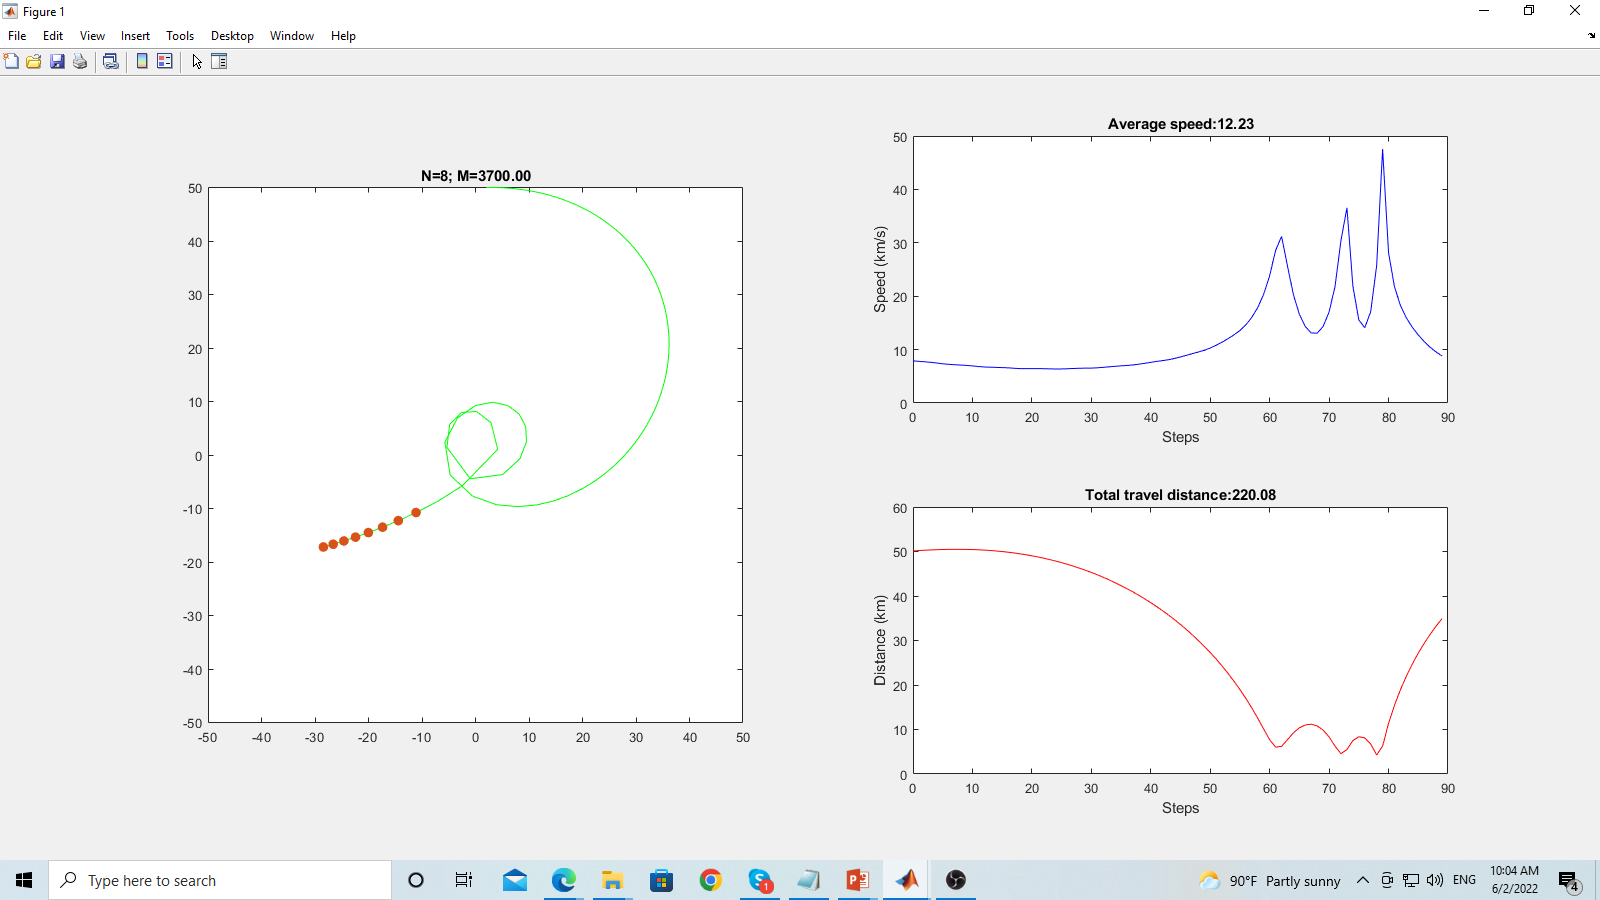 Figure 1
File Edit View Insert Tools Desktop Window Help
N=8; M=3700.00
50
40
30
20
10
0
-10
-20
-30
-40
-50
-50 -40 -30 -20 -10 0 10 20 30 40 50
Average speed:12.23
Speed (km/s)
50
40
30
20
10
0
0 10 20 30 40 50 60 70 80 90
Steps
Total travel distance:220.08
Distance (km)
60
50
40
30
20
10
0
0 10 20 30 40 50 60 70 80 90
Steps
Type here to search
1
90°F Partly sunny
ENG
10:04 AM
6/2/2022
4